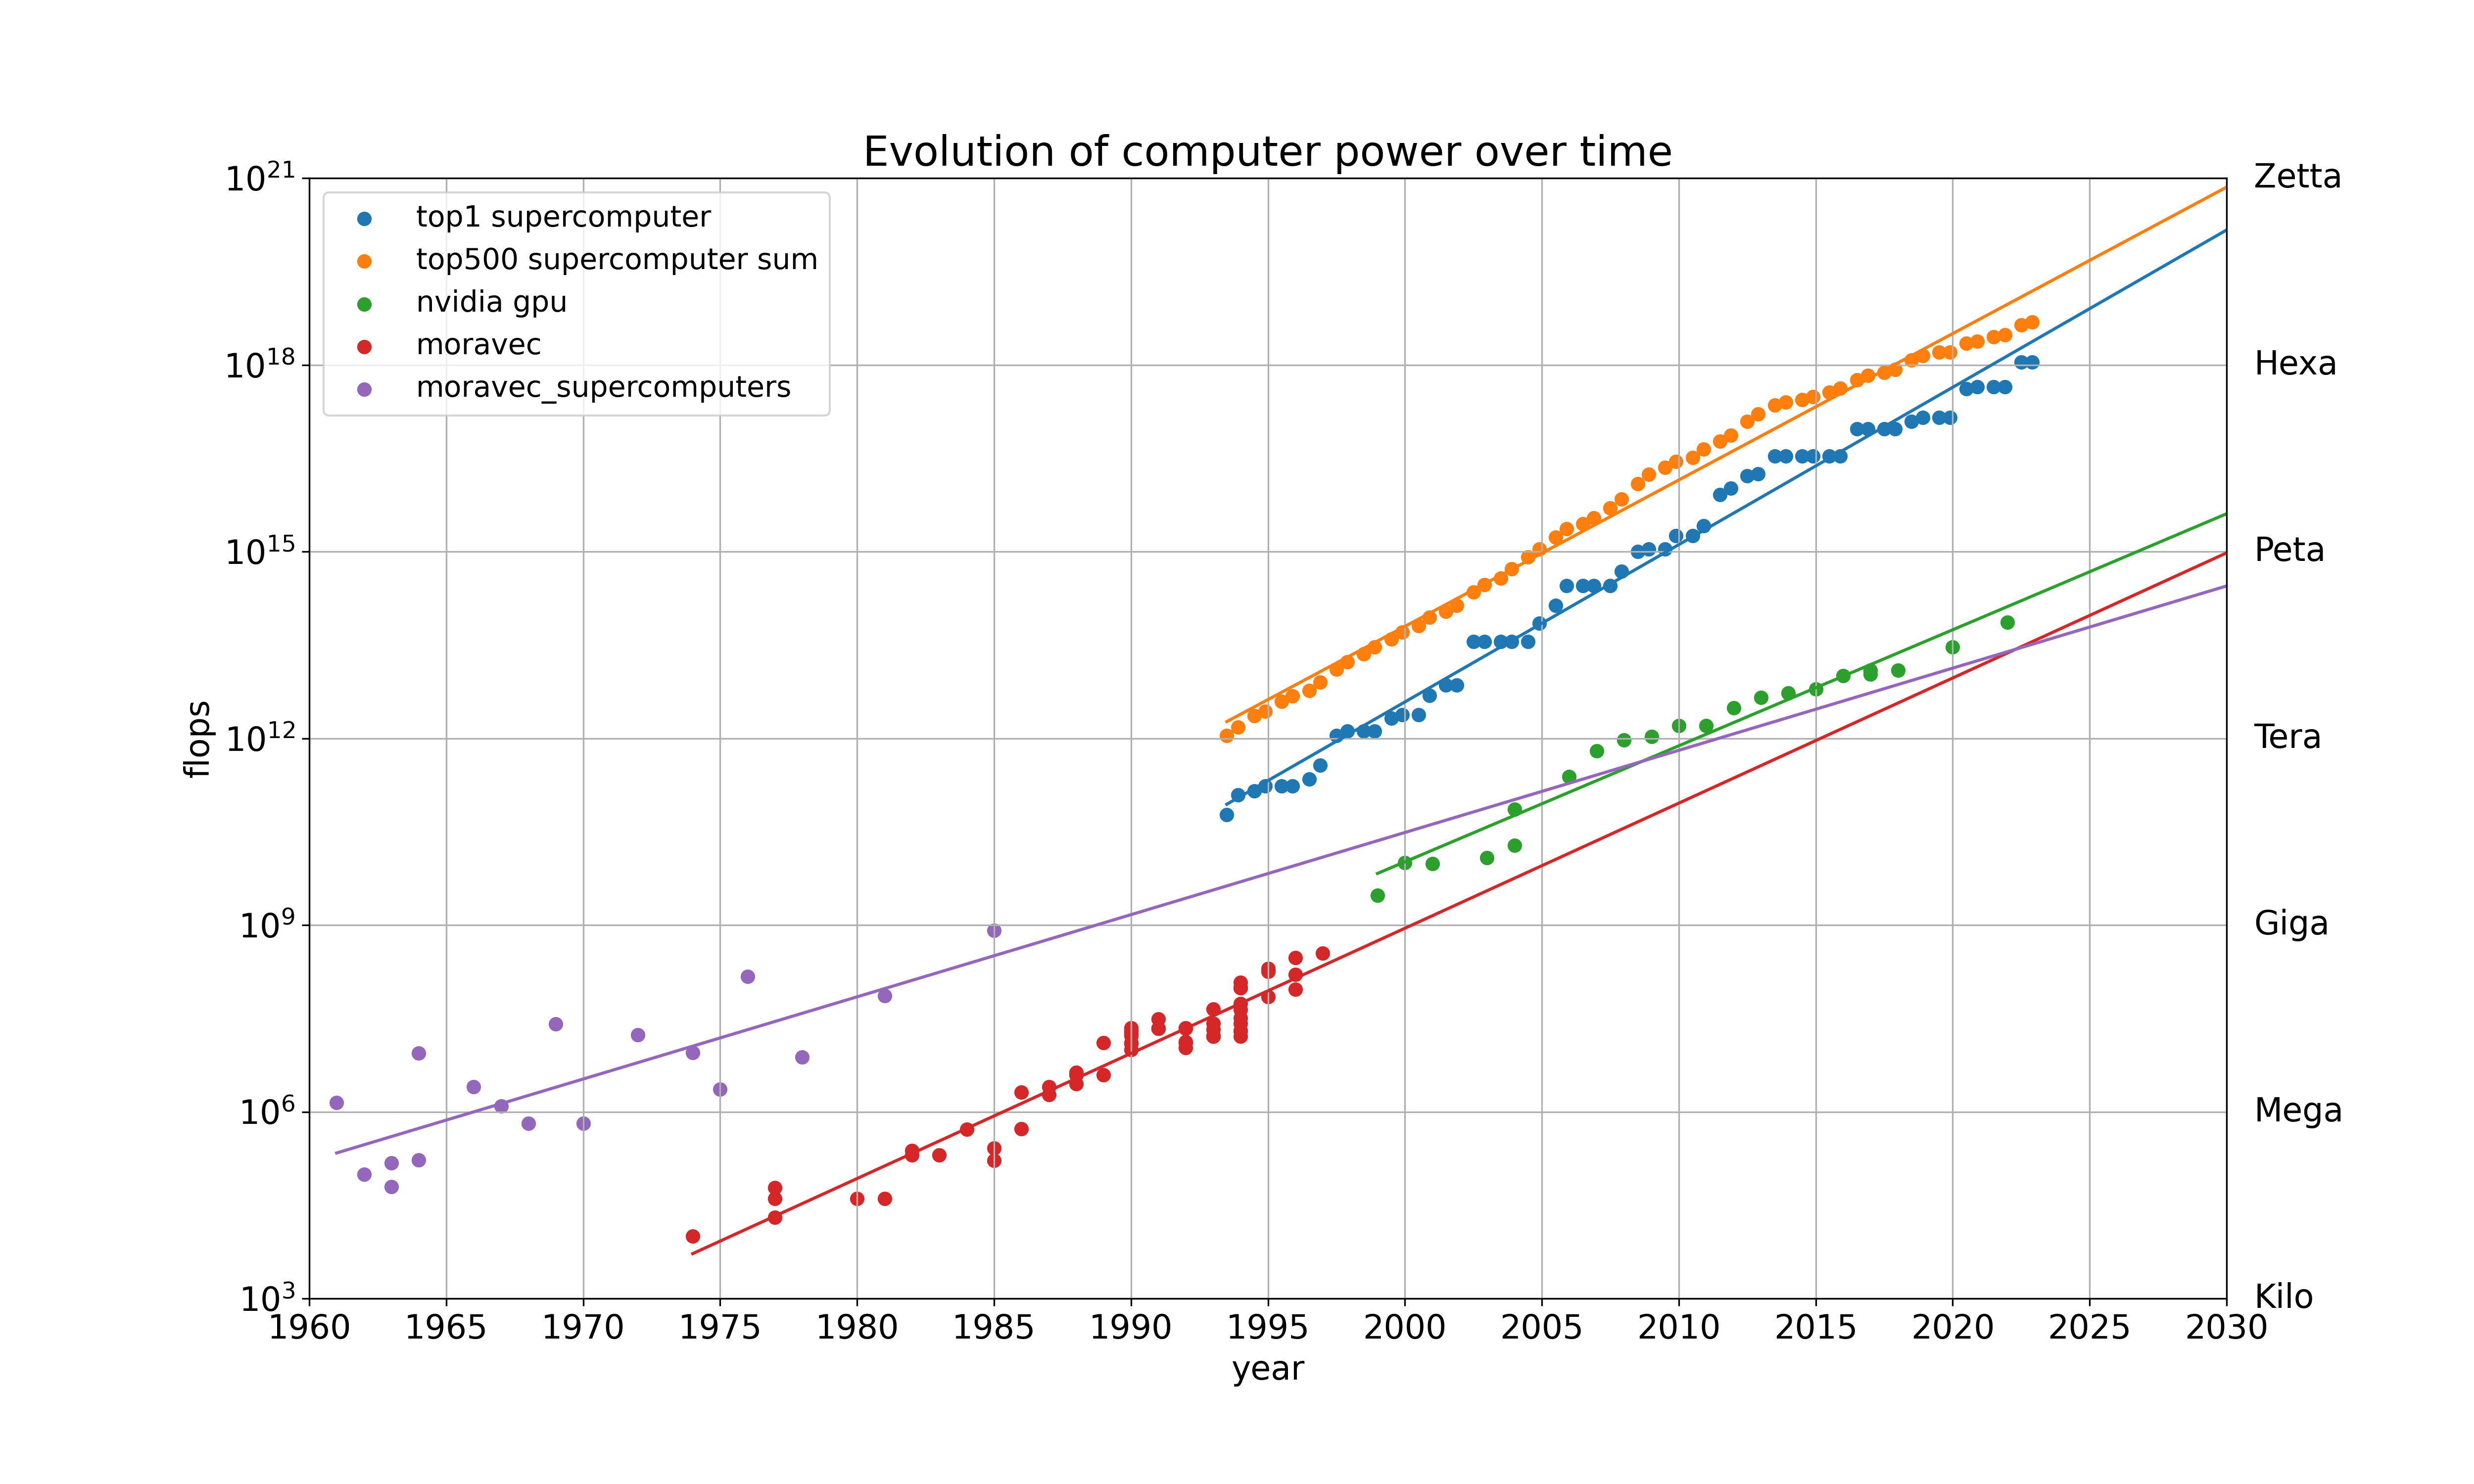 Evolution of computer power over time
top1 supercomputer
top500 supercomputer sum
nvidia gpu
moravec
moravec_supercomputers
10²¹
10¹⁸
10¹⁵
10¹²
10⁹
10⁶
10³
flops
Zetta
Hexa
Peta
Tera
Giga
Mega
Kilo
1960 1965 1970 1975 1980 1985 1990 1995 2000 2005 2010 2015 2020 2025 2030
year